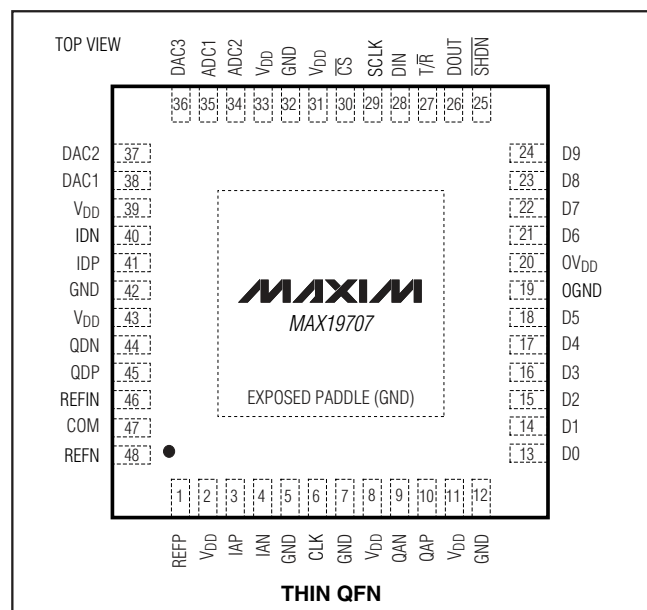 TOP VIEW
DAC3 ADC1 ADC2 VDD GND VDD C̅S̅ SCLK DIN T̅/R DOUT S̅H̅D̅N̅
36 35 34 33 32 31 30 29 28 27 26 25
DAC2 37 24 D9
DAC1 38 23 D8
VDD 39 22 D7
IDN 40 21 D6
IDP 41 20 OVDD
GND 42 19 OGND
VDD 43 18 D5
QDN 44 17 D4
QDP 45 16 D3
REFIN 46 15 D2
COM 47 14 D1
REFN 48 13 D0
MAXIM
MAX19707
EXPOSED PADDLE (GND)
1 2 3 4 5 6 7 8 9 10 11 12
REFP VDD IAP IAN GND CLK GND VDD QAN QAP VDD GND
THIN QFN